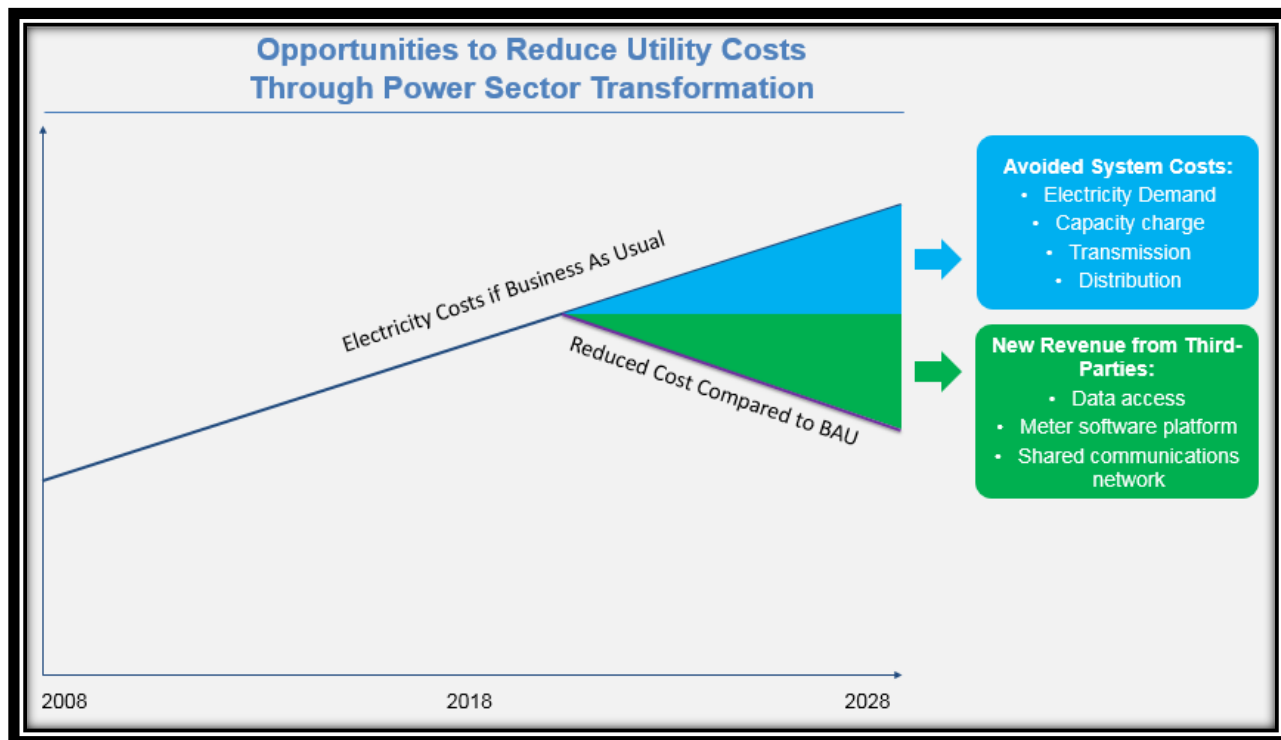 Opportunities to Reduce Utility Costs
Through Power Sector Transformation
Electricity Costs if Business As Usual
Reduced Cost Compared to BAU
Avoided System Costs:
• Electricity Demand
• Capacity charge
• Transmission
• Distribution
New Revenue from Third-
Parties:
• Data access
• Meter software platform
• Shared communications
network
2008
2018
2028